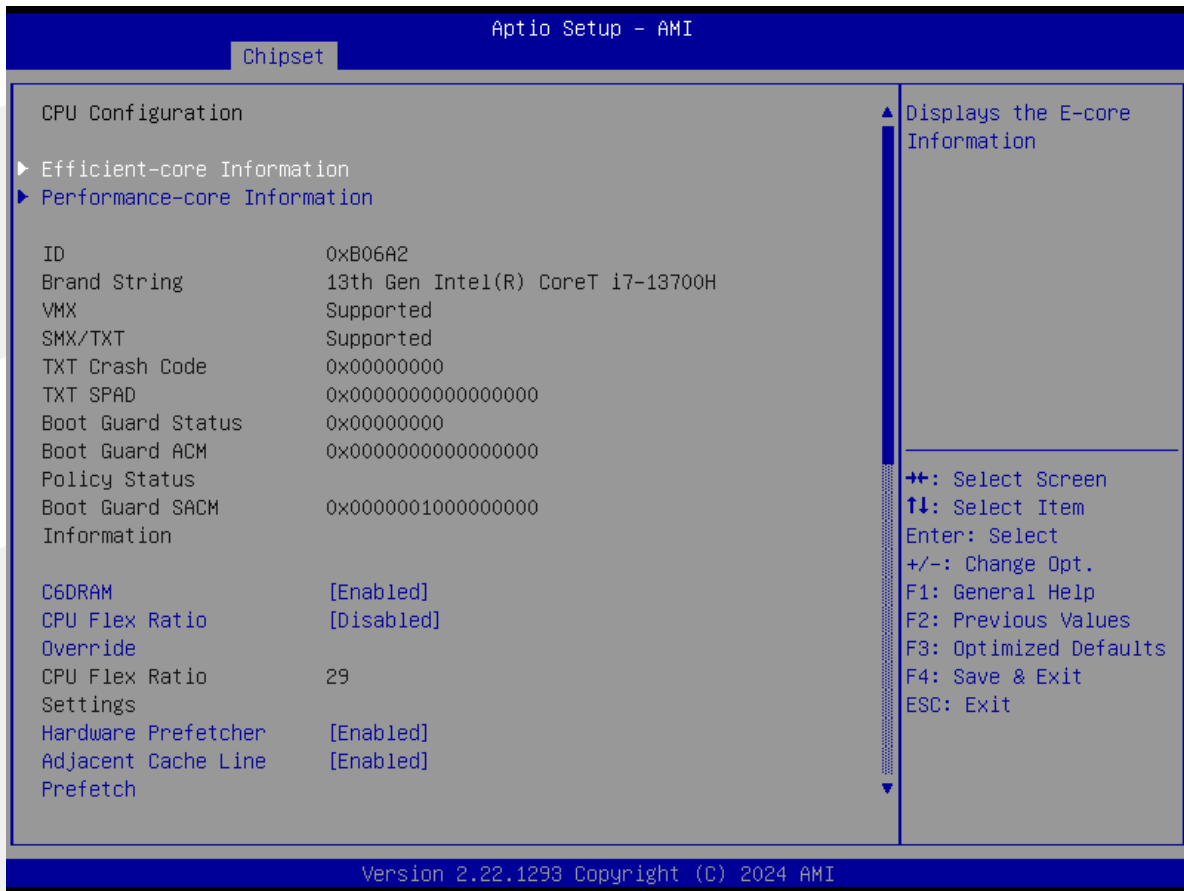 Aptio Setup – AMI
Chipset
CPU Configuration
Efficient-core Information
Performance-core Information
ID 0xB06A2
Brand String 13th Gen Intel(R) CoreT i7-13700H
VMX Supported
SMX/TXT Supported
TXT Crash Code 0x00000000
TXT SPAD 0x0000000000000000
Boot Guard Status 0x00000000
Boot Guard ACM 0x0000000000000000
Policy Status
Boot Guard SACM 0x0000001000000000
Information
C6DRAM [Enabled]
CPU Flex Ratio [Disabled]
Override
CPU Flex Ratio 29
Settings
Hardware Prefetcher [Enabled]
Adjacent Cache Line [Enabled]
Prefetch
Displays the E-core
Information
→←: Select Screen
↑↓: Select Item
Enter: Select
+/-: Change Opt.
F1: General Help
F2: Previous Values
F3: Optimized Defaults
F4: Save & Exit
ESC: Exit
Version 2.22.1293 Copyright (C) 2024 AMI